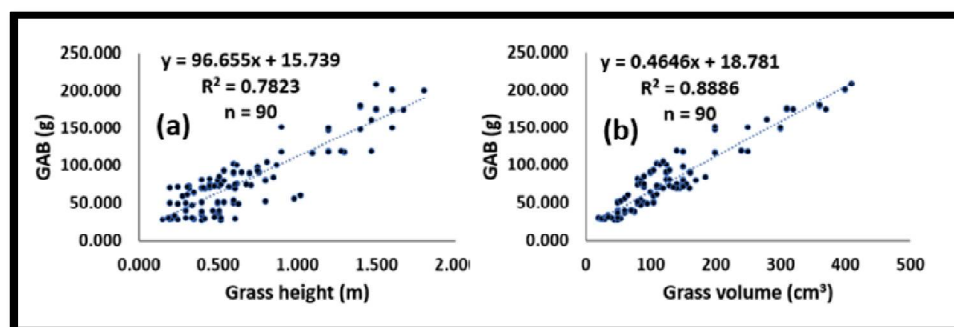 250.000
200.000
150.000
100.000
50.000
0.000
GAB (g)
y = 96.655x + 15.739
R² = 0.7823
n = 90
(a)
0.000 0.500 1.000 1.500 2.00
Grass height (m)
250.000
200.000
150.000
100.000
50.000
0.000
GAB (g)
y = 0.4646x + 18.781
R² = 0.8886
n = 90
(b)
0 100 200 300 400 500
Grass volume (cm³)